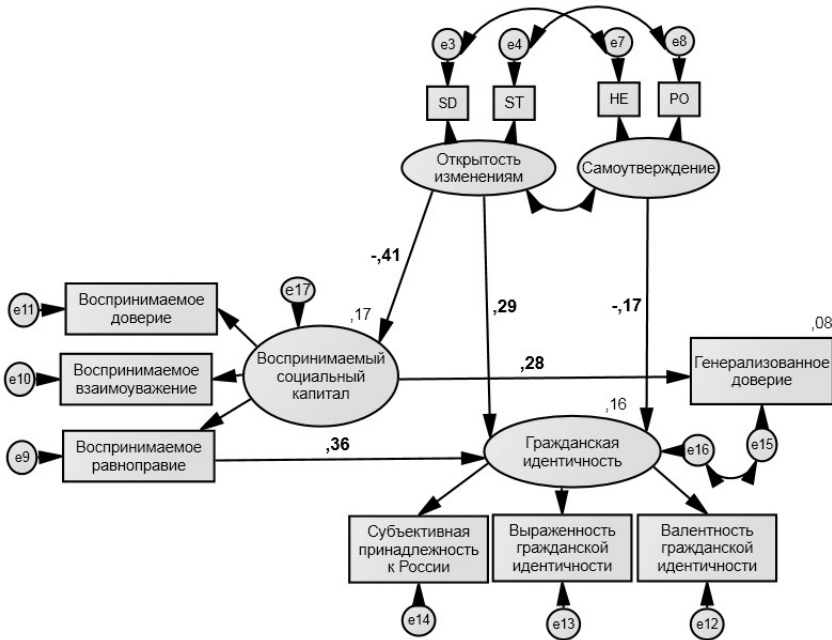 e3
e4
e7
e8
SD
ST
HE
PO
Открытость
изменениям
Самоутверждение
-,41
,29
-,17
e11
Воспринимаемое
доверие
e17
,17
,08
e10
Воспринимаемое
взаимоуважение
Воспринимаемый
социальный
капитал
,28
Генерализованное
доверие
e9
Воспринимаемое
равноправие
,36
,16
Гражданская
идентичность
e16
e15
Субъективная
принадлежность
к России
Выраженность
гражданской
идентичности
Валентность
гражданской
идентичности
e14
e13
e12